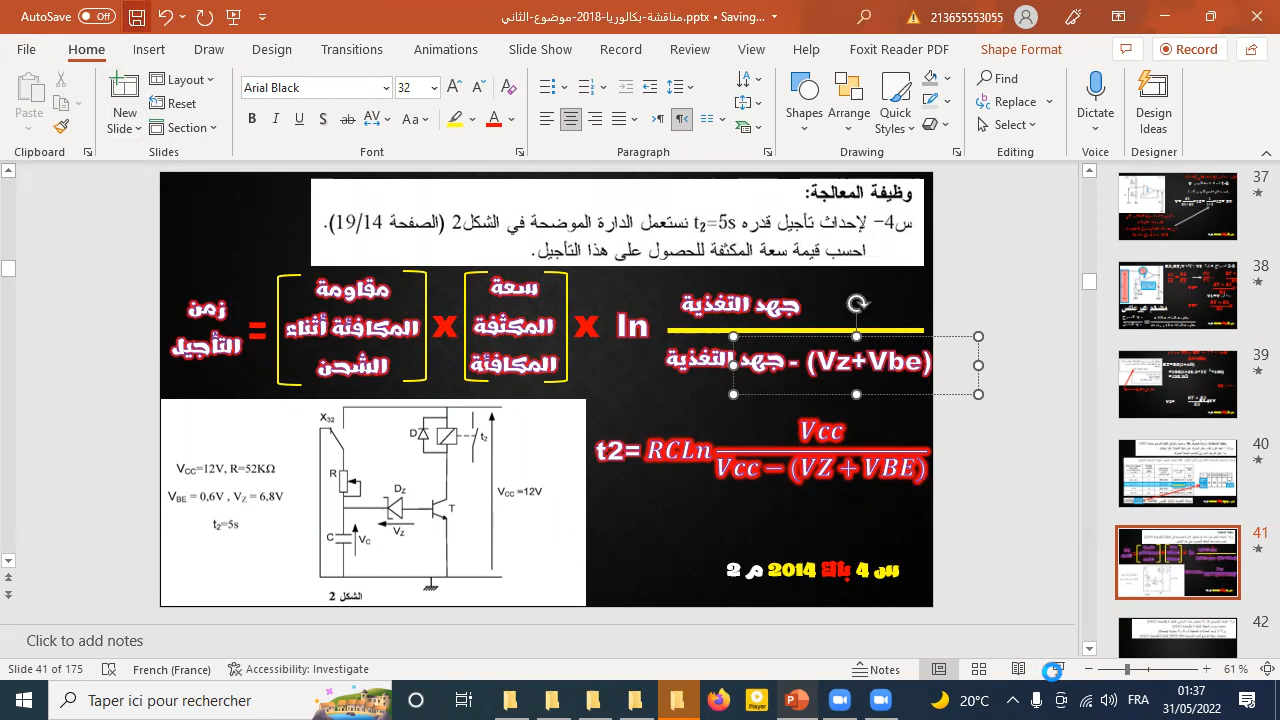 AutoSave Off مناقشة-بكالوريا-2018-موضوع-الثاني.pptx • Saving... 213655553055
File Home Insert Draw Design Transitions Animations Slide Show Record Review View Help Foxit Reader PDF Shape Format Record
Paste New Slide Layout Reset Section Arial Black 32 Shapes Arrange Quick Styles Find Replace Select Dictate Design Ideas
Clipboard Slides Font Paragraph Drawing Editing Voice Designer
وظيفة المعالجة:
س4- لإحداث تأجيل قدره t₂=5s نستعمل الدارة الموضحة في الشكل2 (الصفحة 19/14).
احسب قيمة سعة المكثفة للحصول على هذا التأجيل.
زمن التأجيل = مقاومة المكافئة أثناء الشحن x سعة المكثفة المكافئة x ln
جهد التغذية
جهد التغذية - (Vz+Vbe)
t2= RCLn Vcc
Vcc − (VZ + VBE)
X32 D t₂
R
VCC=12V, R=52KΩ
VBE = 0,6V , VZ = 6,8V
t₂=5s
DZ
VZ
C VC
VCC =12V
الشكل 2
س 4 باك 2014 م 2
37
38
39
40
41
42
Click to add notes
Slide 41 of 175 French (France) Accessibility: Investigate Notes 61 %
Taper ici pour rechercher Player 20°C FRA 01:37
31/05/2022